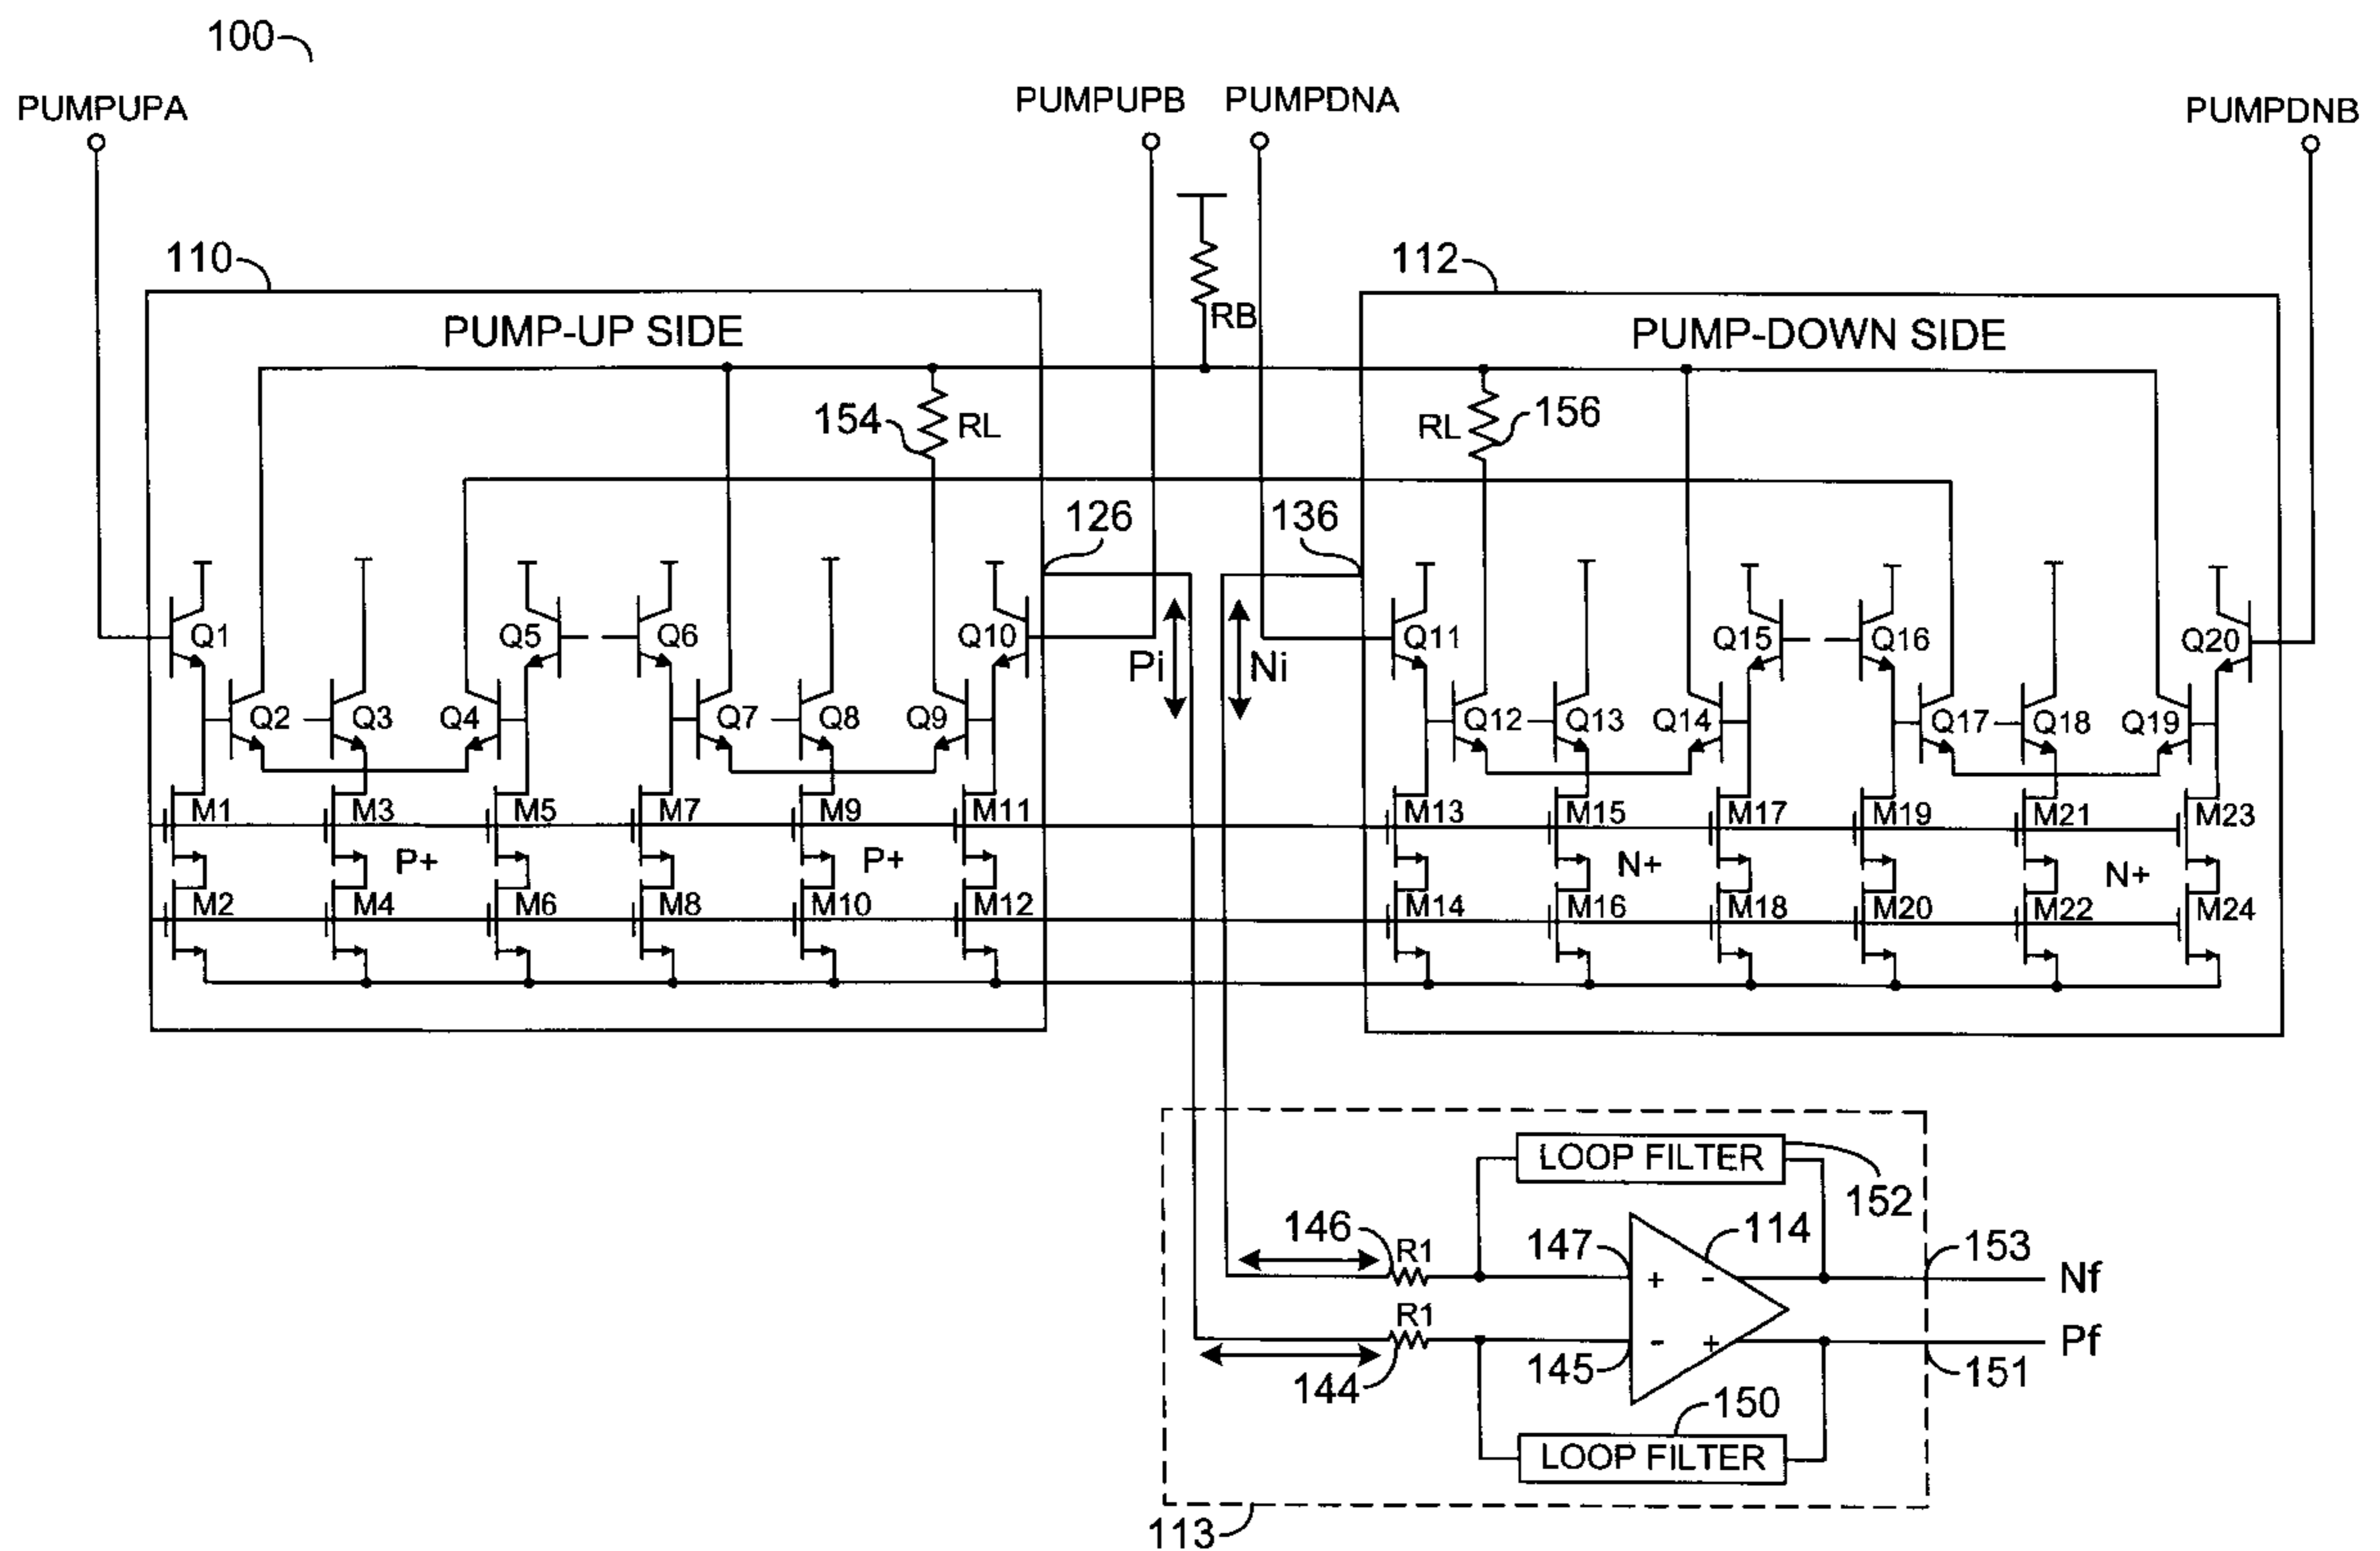 100
PUMPUPA
PUMPUPB
PUMPDNA
PUMPDNB
110
112
RB
PUMP-UP SIDE
PUMP-DOWN SIDE
154
RL
RL
156
126
136
Q1
Q5
Q6
Q10
Pi
Ni
Q11
Q15
Q16
Q20
Q2
Q3
Q4
Q7
Q8
Q9
Q12
Q13
Q14
Q17
Q18
Q19
M1
M3
M5
M7
M9
M11
M13
M15
M17
M19
M21
M23
P+
P+
N+
N+
M2
M4
M6
M8
M10
M12
M14
M16
M18
M20
M22
M24
LOOP FILTER
152
146
R1
147
114
153
+
-
Nf
R1
-
+
Pf
144
145
151
150
LOOP FILTER
113